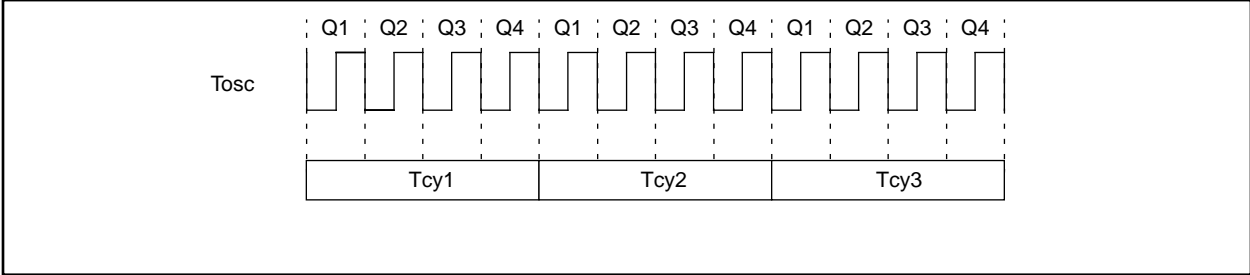 Q1 Q2 Q3 Q4 Q1 Q2 Q3 Q4 Q1 Q2 Q3 Q4
Tosc
Tcy1 Tcy2 Tcy3